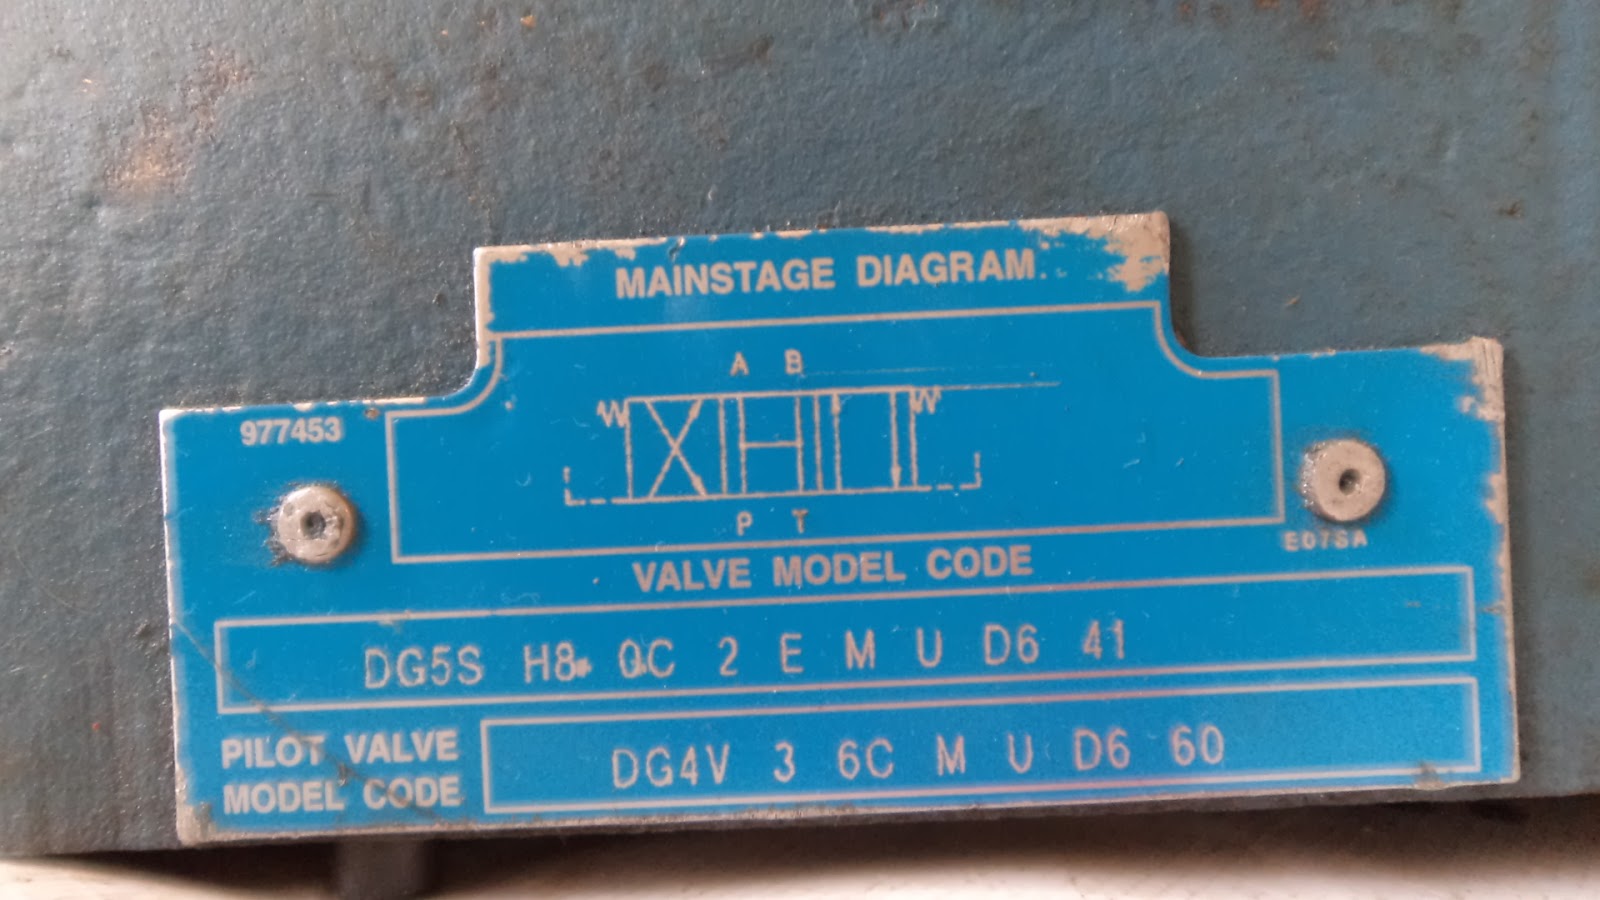 MAINSTAGE DIAGRAM
A B
977453
P T
E07SA
VALVE MODEL CODE
DG5S H8 0C 2 E M U D6 41
PILOT VALVE
MODEL CODE
DG4V 3 6C M U D6 60